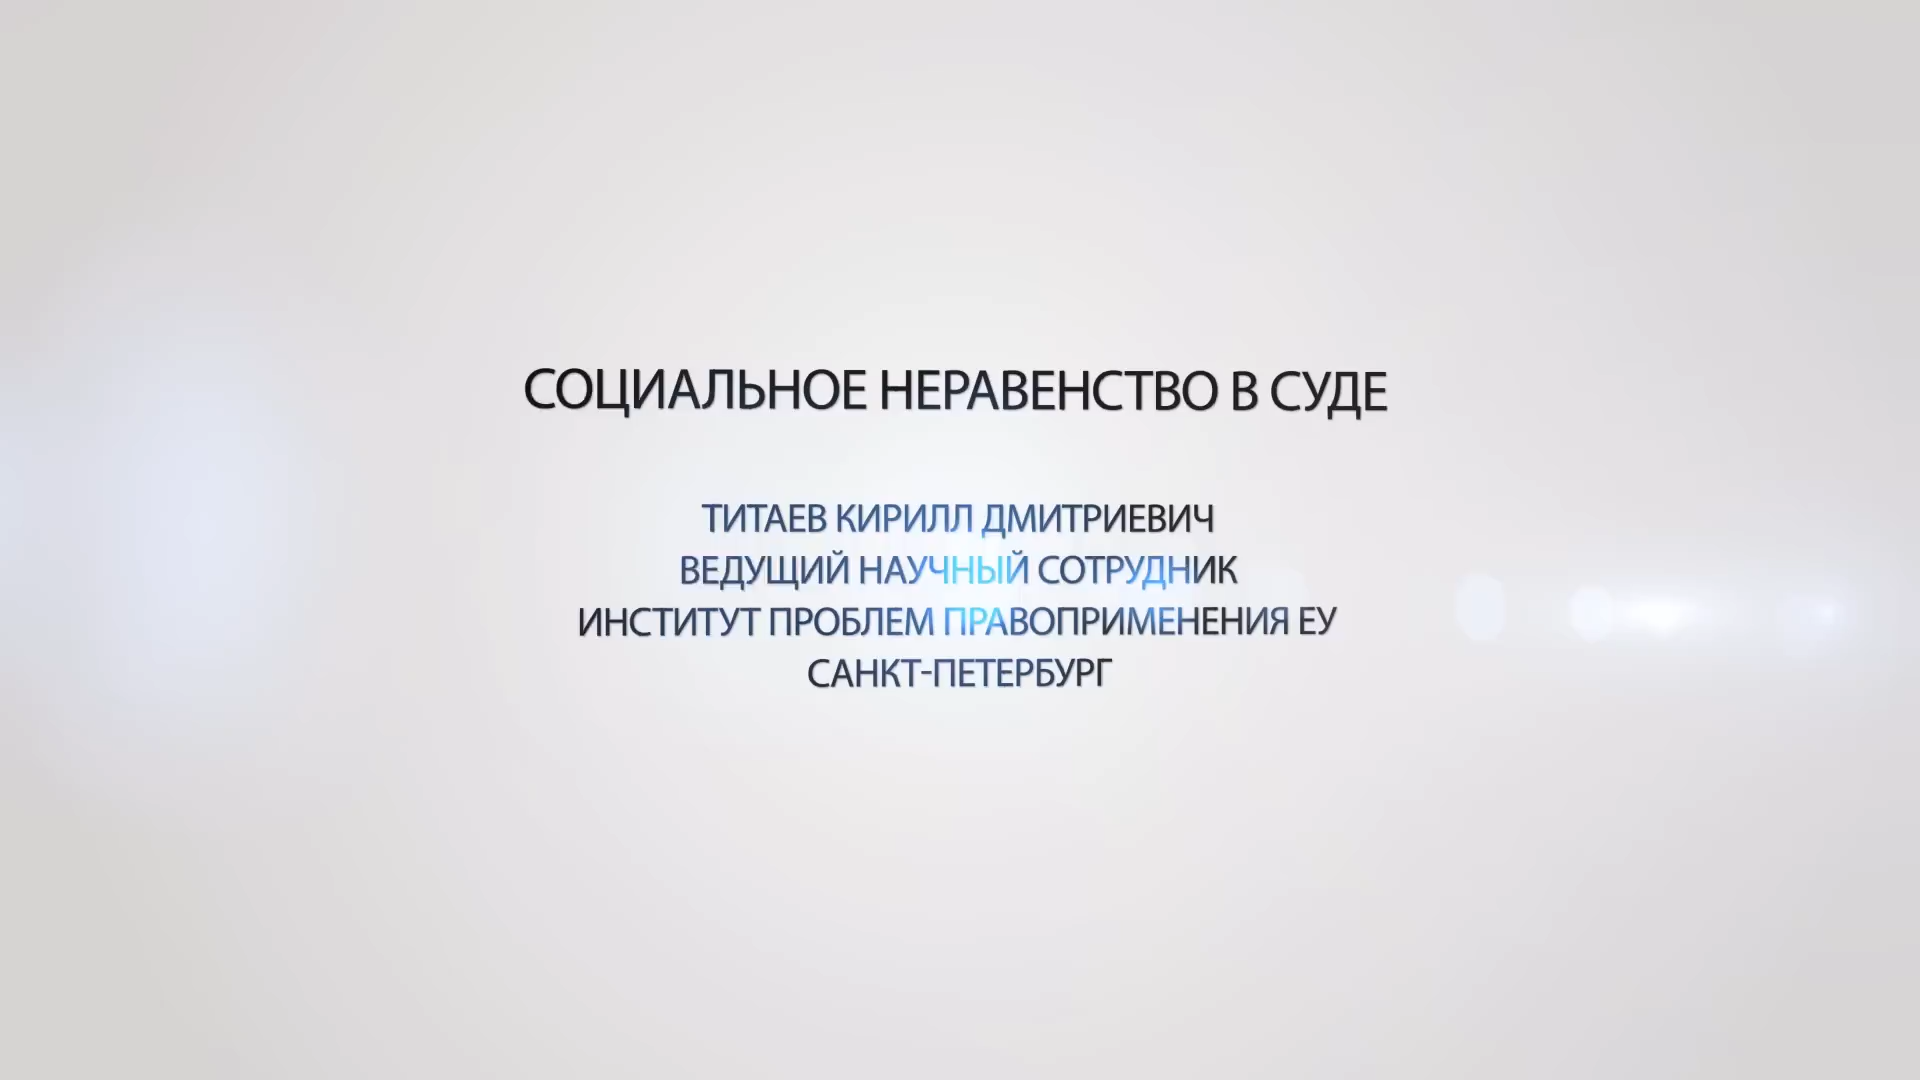 СОЦИАЛЬНОЕ НЕРАВЕНСТВО В СУДЕ
ТИТАЕВ КИРИЛЛ ДМИТРИЕВИЧ
ВЕДУЩИЙ НАУЧНЫЙ СОТРУДНИК
ИНСТИТУТ ПРОБЛЕМ ПРАВОПРИМЕНЕНИЯ ЕУ
САНКТ-ПЕТЕРБУРГ